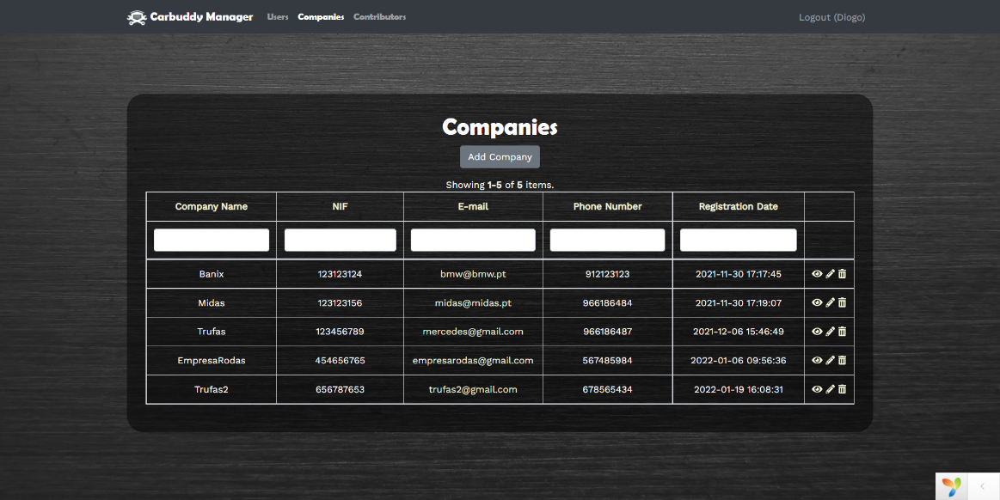 Carbuddy Manager Users Companies Contributors Logout (Diogo)
Companies
Add Company
Showing 1-5 of 5 items.
Company Name NIF E-mail Phone Number Registration Date
Banix 123123124 bmw@bmw.pt 912123123 2021-11-30 17:17:45
Midas 123123156 midas@midas.pt 966186484 2021-11-30 17:19:07
Trufas 123456789 mercedes@gmail.com 966186487 2021-12-06 15:46:49
EmpresaRodas 454656765 empresarodas@gmail.com 567485984 2022-01-06 09:56:36
Trufas2 656787653 trufas2@gmail.com 678565434 2022-01-19 16:08:31